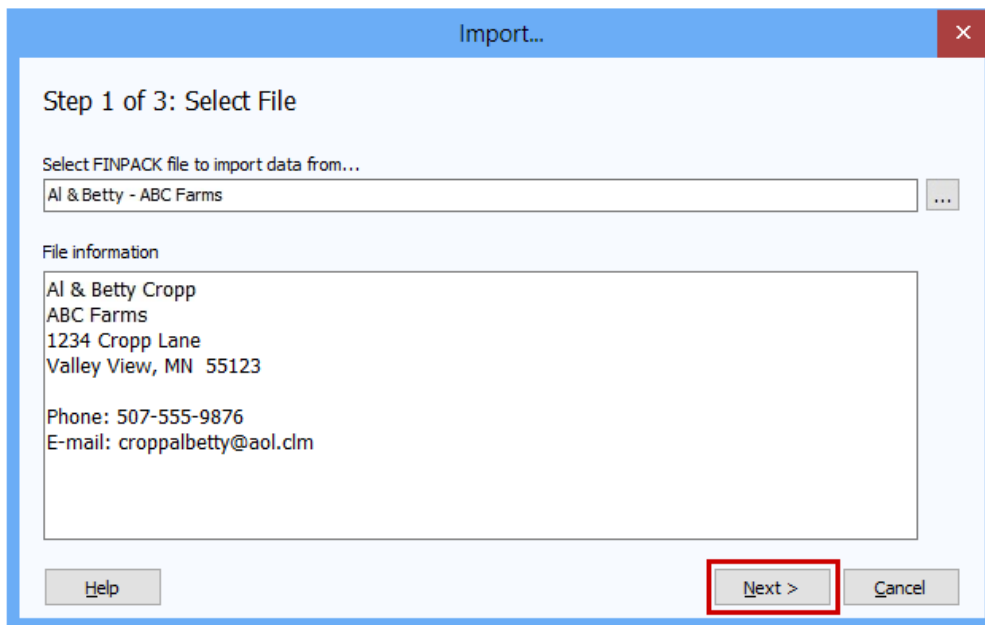 Import...
×
Step 1 of 3: Select File
Select FINPACK file to import data from...
Al & Betty - ABC Farms
...
File information
Al & Betty Cropp
ABC Farms
1234 Cropp Lane
Valley View, MN  55123
Phone: 507-555-9876
E-mail: croppalbetty@aol.clm
Help
Next >
Cancel